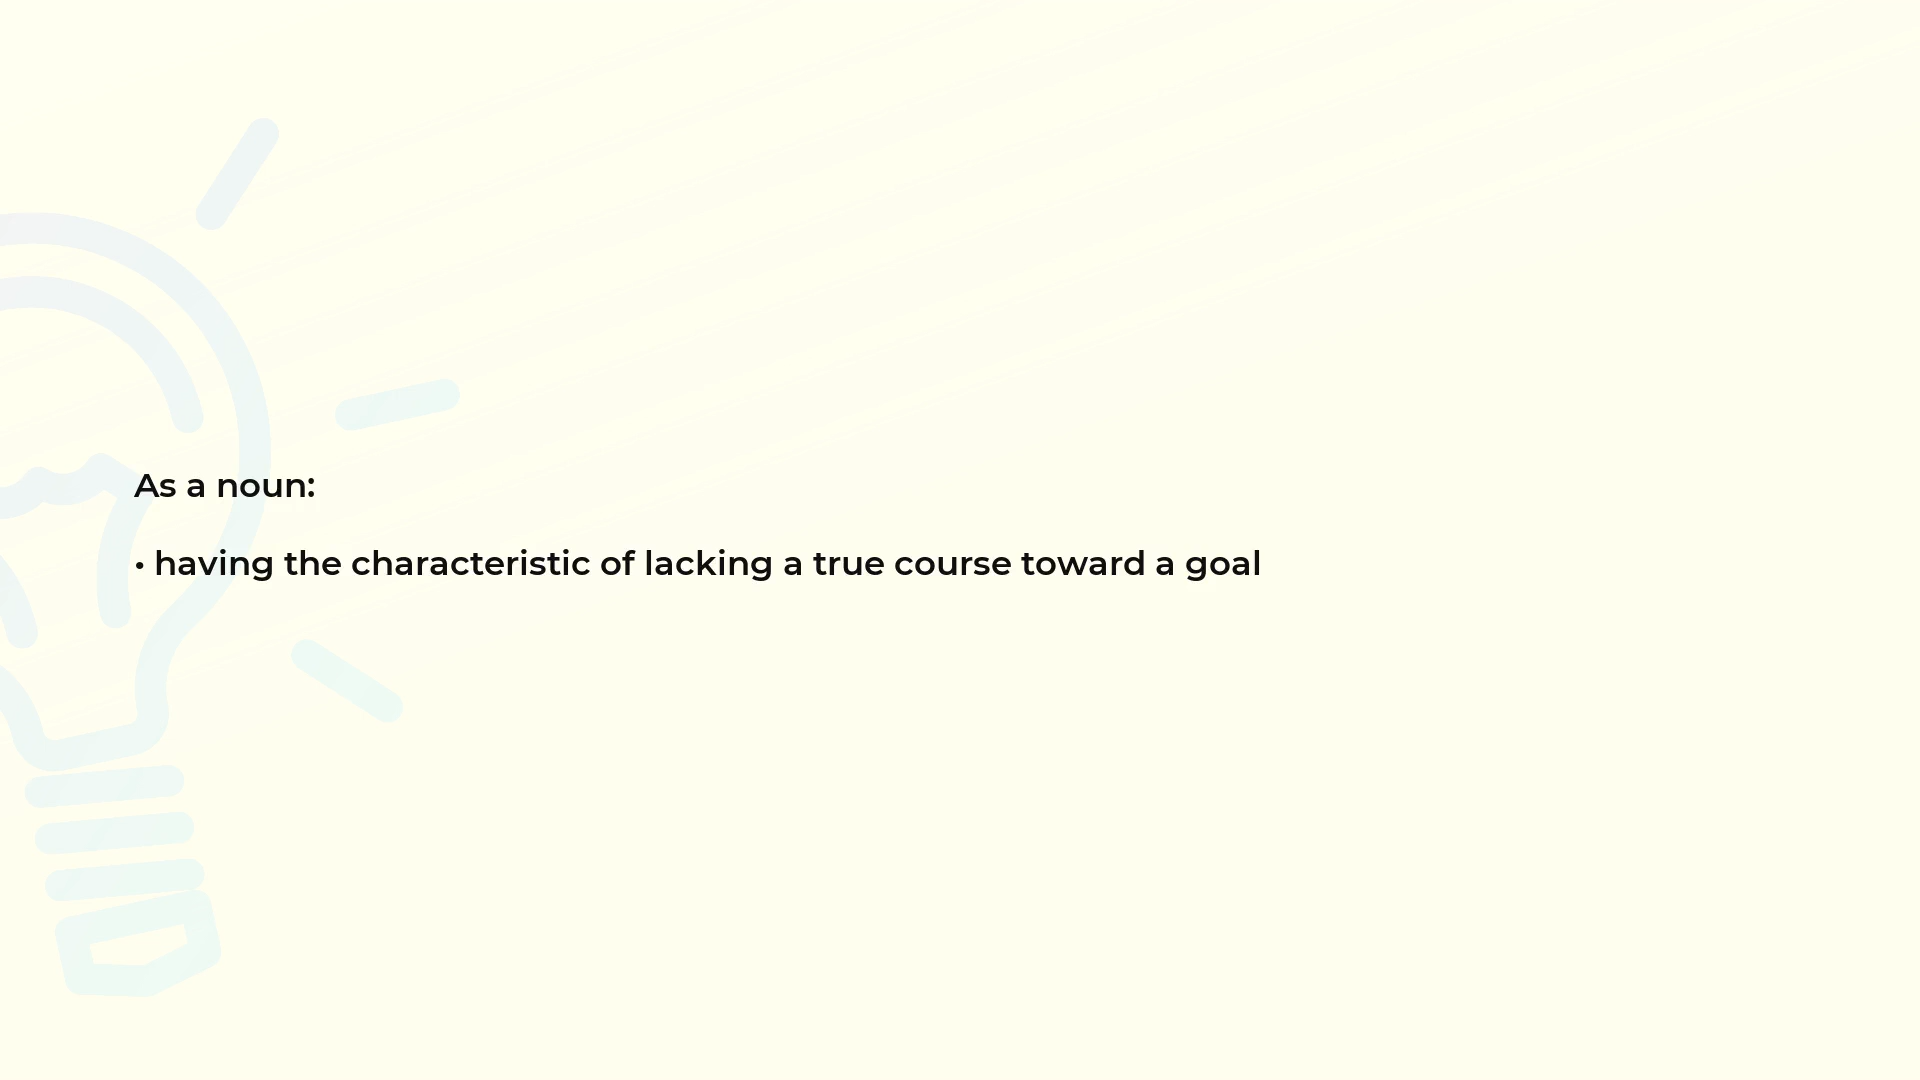 As a noun:
• having the characteristic of lacking a true course toward a goal